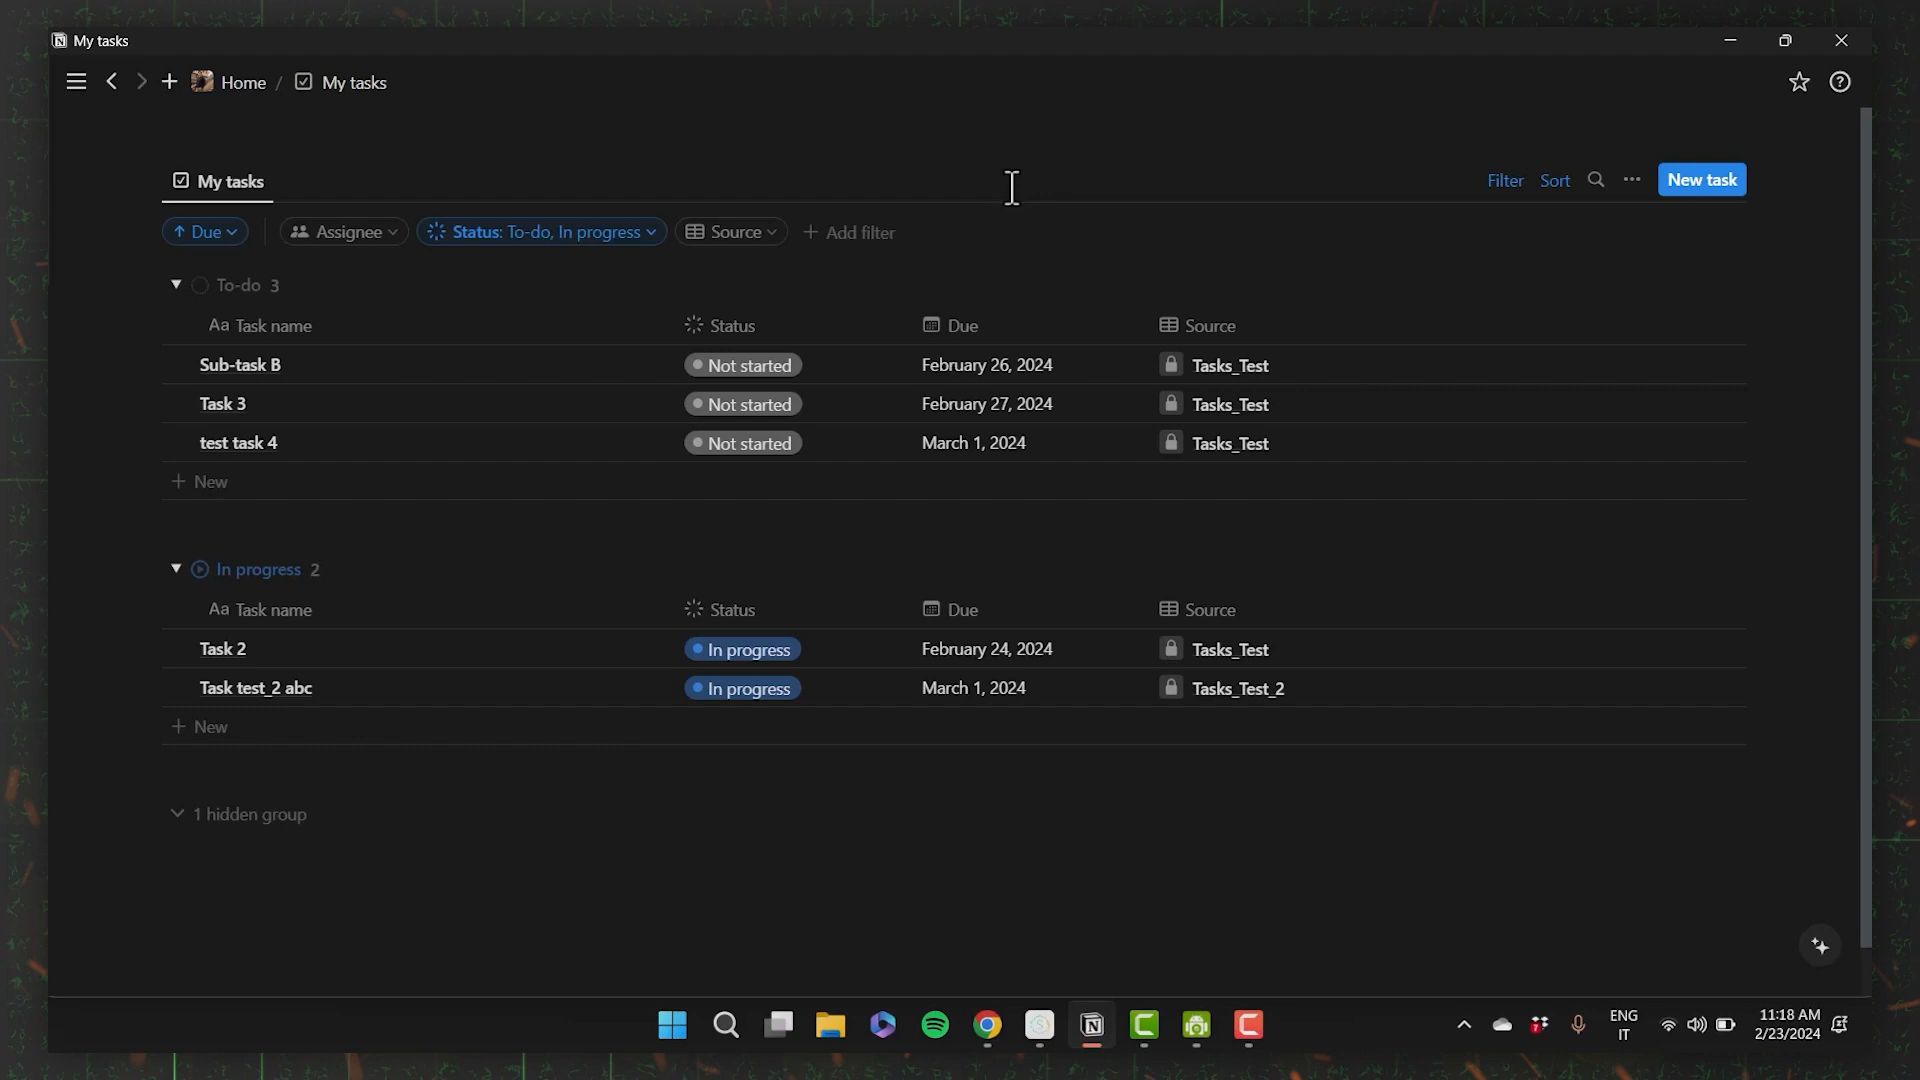 My tasks
Home / My tasks
My tasks
Filter Sort New task
Due Assignee Status: To-do, In progress Source Add filter
To-do 3
Aa Task name Status Due Source
Sub-task B Not started February 26, 2024 Tasks_Test
Task 3 Not started February 27, 2024 Tasks_Test
test task 4 Not started March 1, 2024 Tasks_Test
+ New
In progress 2
Aa Task name Status Due Source
Task 2 In progress February 24, 2024 Tasks_Test
Task test_2 abc In progress March 1, 2024 Tasks_Test_2
+ New
1 hidden group
ENG 11:18 AM
IT 2/23/2024